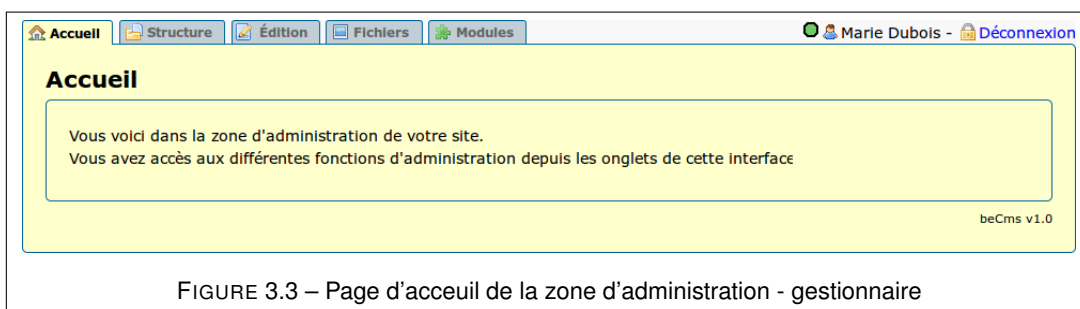 Accueil Structure Édition Fichiers Modules Marie Dubois - Déconnexion
Accueil
Vous voici dans la zone d'administration de votre site.
Vous avez accès aux différentes fonctions d'administration depuis les onglets de cette interface
beCms v1.0
FIGURE 3.3 – Page d'acceuil de la zone d'administration - gestionnaire